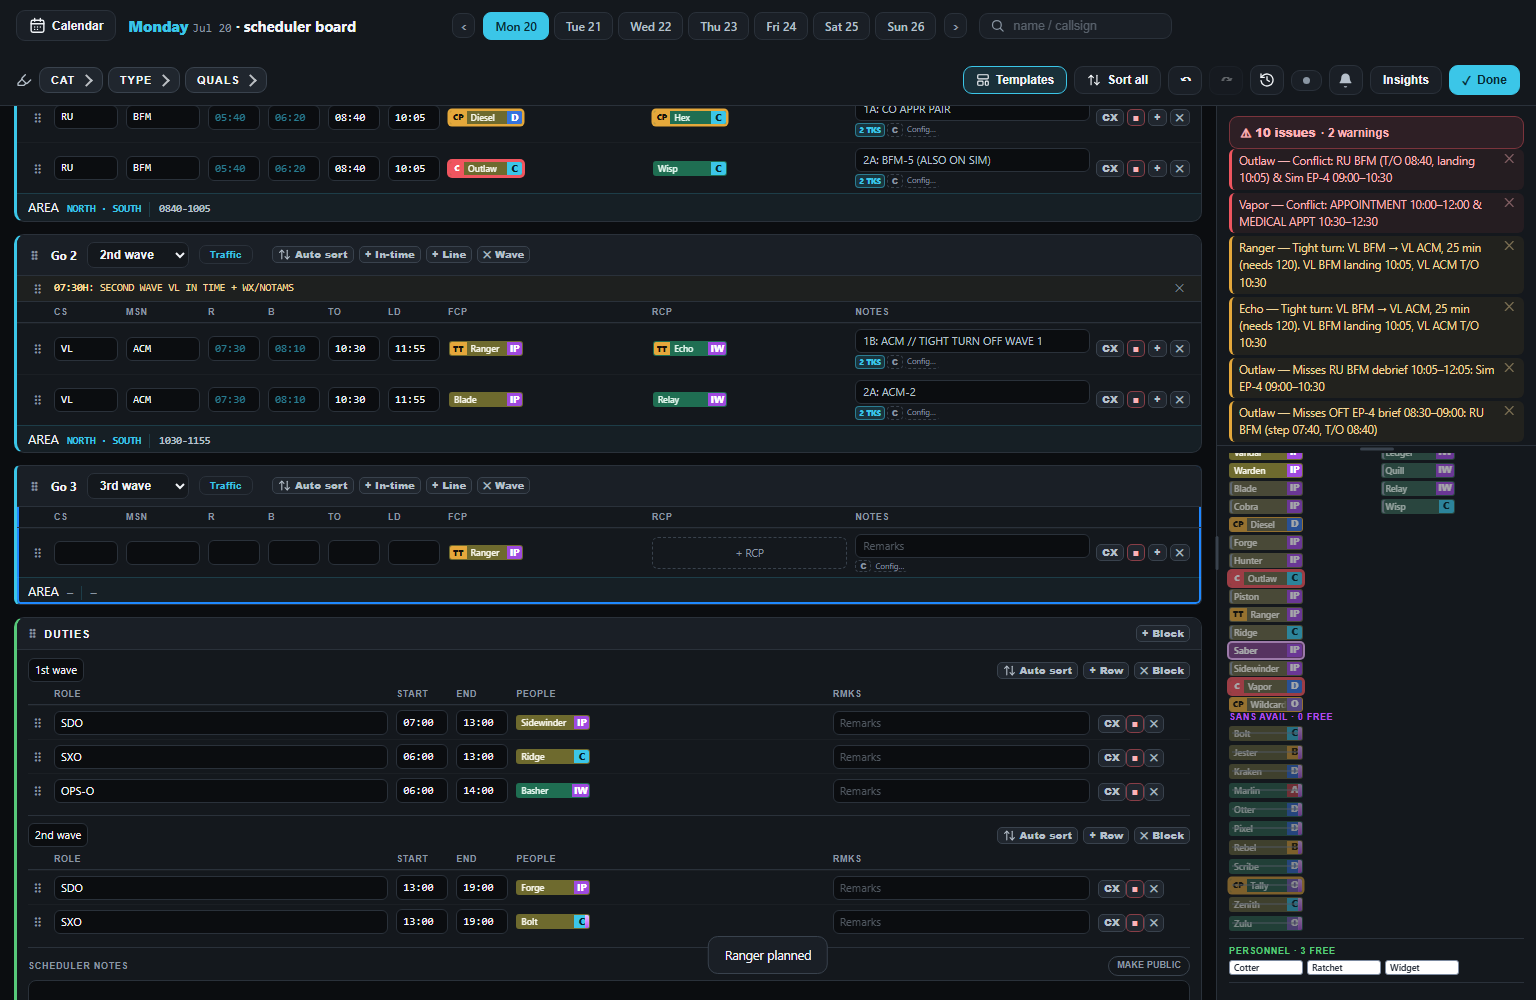 Calendar
Monday Jul 20 · scheduler board
‹
Mon 20
Tue 21
Wed 22
Thu 23
Fri 24
Sat 25
Sun 26
›
name / callsign
CAT
TYPE
QUALS
Templates
Sort all
Insights
✓ Done
RU BFM 05:40 06:20 08:40 10:05 CP Diesel D CP Hex C 1A: CO APPR PAIR CX ■ + ✕
2 TKS C Config...
RU BFM 05:40 06:20 08:40 10:05 C Outlaw C Wisp C 2A: BFM-5 (ALSO ON SIM) CX ■ + ✕
2 TKS C Config...
AREA NORTH · SOUTH 0840-1005
Go 2 2nd wave Traffic Auto sort + In-time + Line ✕ Wave
07:30H: SECOND WAVE VL IN TIME + WX/NOTAMS ✕
CS MSN R B TO LD FCP RCP NOTES
VL ACM 07:30 08:10 10:30 11:55 TT Ranger IP TT Echo IW 1B: ACM // TIGHT TURN OFF WAVE 1 CX ■ + ✕
2 TKS C Config...
VL ACM 07:30 08:10 10:30 11:55 Blade IP Relay IW 2A: ACM-2 CX ■ + ✕
2 TKS C Config...
AREA NORTH · SOUTH 1030-1155
Go 3 3rd wave Traffic Auto sort + In-time + Line ✕ Wave
CS MSN R B TO LD FCP RCP NOTES
TT Ranger IP + RCP Remarks CX ■ + ✕
C Config...
AREA – –
DUTIES + Block
1st wave Auto sort + Row ✕ Block
ROLE START END PEOPLE RMKS
SDO 07:00 13:00 Sidewinder IP Remarks CX ■ ✕
SXO 06:00 13:00 Ridge C Remarks CX ■ ✕
OPS-O 06:00 14:00 Basher IW Remarks CX ■ ✕
2nd wave Auto sort + Row ✕ Block
ROLE START END PEOPLE RMKS
SDO 13:00 19:00 Forge IP Remarks CX ■ ✕
SXO 13:00 19:00 Bolt C Remarks CX ■ ✕
SCHEDULER NOTES MAKE PUBLIC
Ranger planned
⚠ 10 issues · 2 warnings
Outlaw — Conflict: RU BFM (T/O 08:40, landing
10:05) & Sim EP-4 09:00–10:30
Vapor — Conflict: APPOINTMENT 10:00–12:00 &
MEDICAL APPT 10:30–12:30
Ranger — Tight turn: VL BFM → VL ACM, 25 min
(needs 120). VL BFM landing 10:05, VL ACM T/O
10:30
Echo — Tight turn: VL BFM → VL ACM, 25 min
(needs 120). VL BFM landing 10:05, VL ACM T/O
10:30
Outlaw — Misses RU BFM debrief 10:05–12:05: Sim
EP-4 09:00–10:30
Outlaw — Misses OFT EP-4 brief 08:30–09:00: RU
BFM (step 07:40, T/O 08:40)
Vandal IP Ledger IW
Warden IP Quill IW
Blade IP Relay IW
Cobra IP Wisp C
CP Diesel D
Forge IP
Hunter IP
C Outlaw C
Piston IP
TT Ranger IP
Ridge C
Saber IP
Sidewinder IP
C Vapor D
CP Wildcard O
SANS AVAIL · 0 FREE
Bolt C
Jester B
Kraken D
Marlin A
Otter D
Pixel D
Rebel B
Scribe D
CP Tally O
Zenith C
Zulu O
PERSONNEL · 3 FREE
Cotter Ratchet Widget